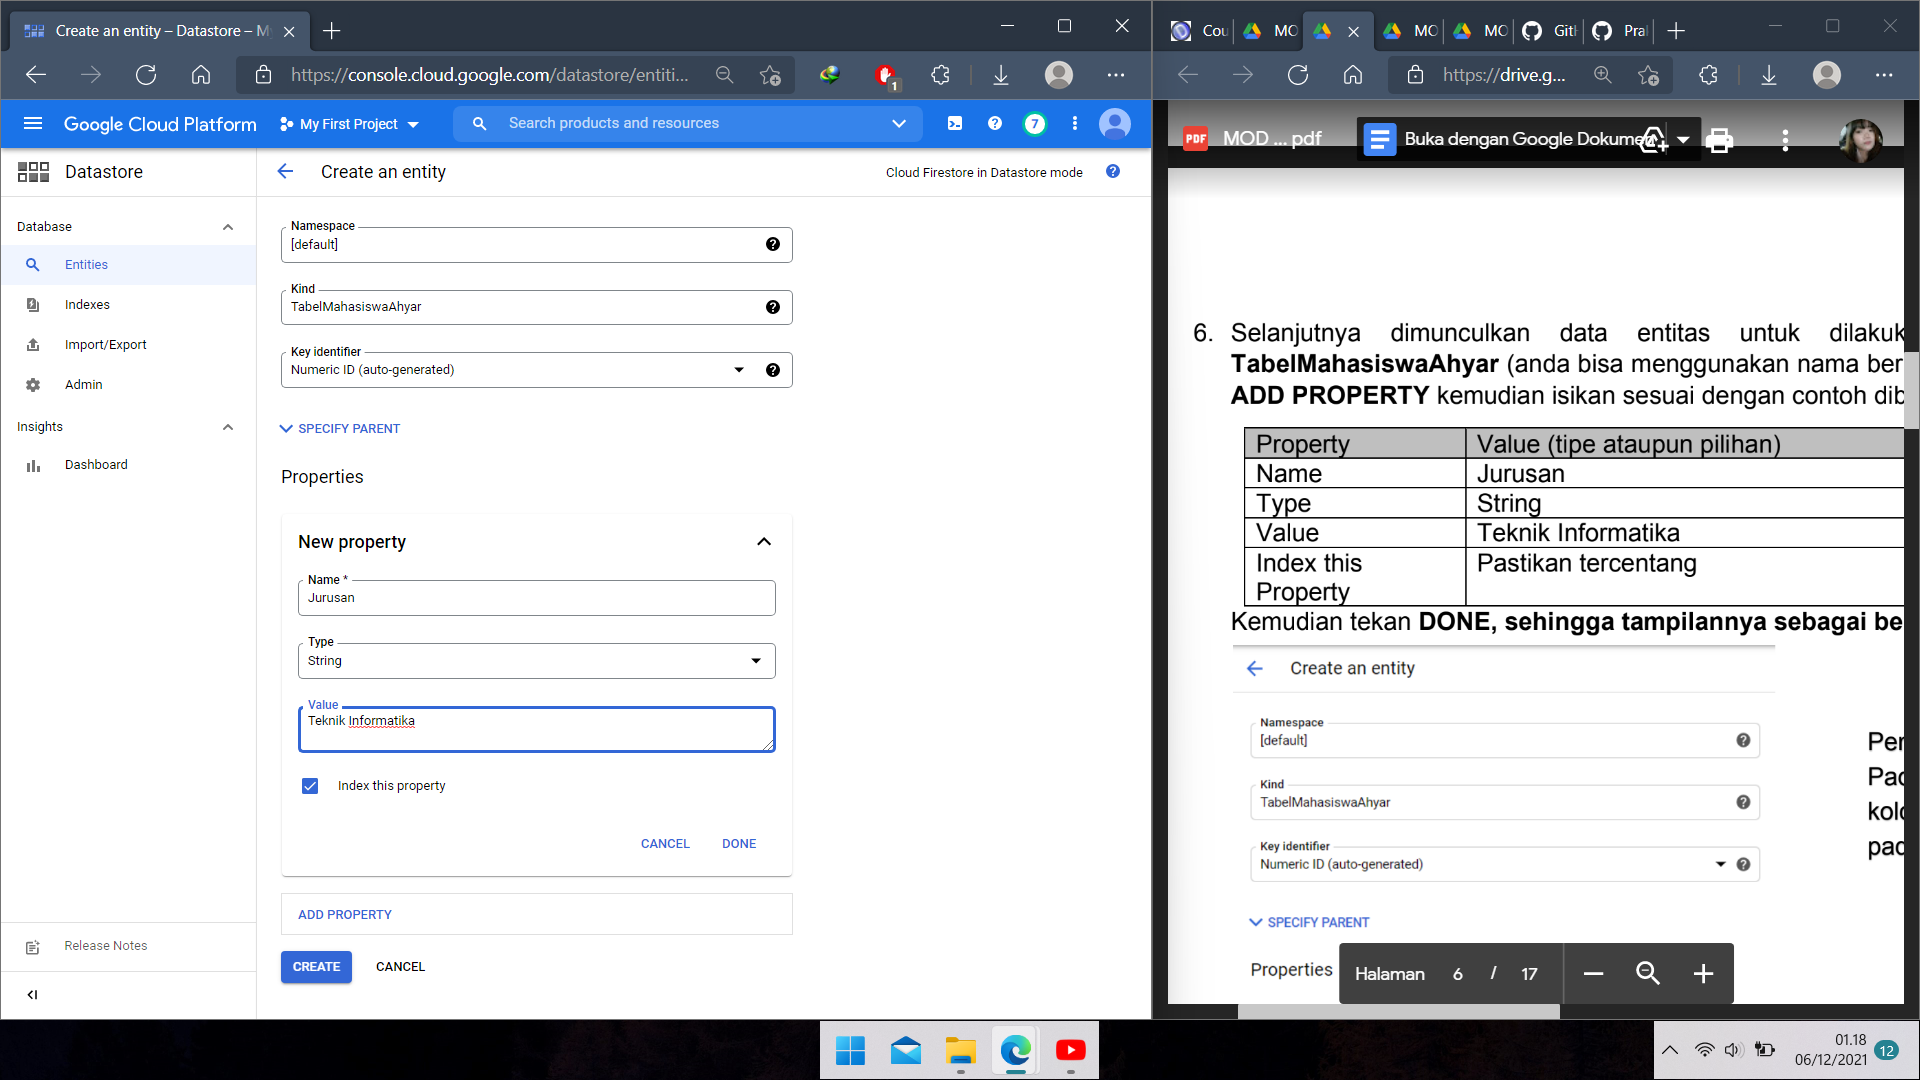 Create an entity – Datastore – M
https://console.cloud.google.com/datastore/entiti...
1
Google Cloud Platform
My First Project
Search products and resources
7
Datastore
Create an entity
Cloud Firestore in Datastore mode
Database
Entities
Indexes
Import/Export
Admin
Insights
Dashboard
Release Notes
Namespace
[default]
Kind
TabelMahasiswaAhyar
Key identifier
Numeric ID (auto-generated)
SPECIFY PARENT
Properties
New property
Name *
Jurusan
Type
String
Value
Teknik Informatika
Index this property
CANCEL
DONE
ADD PROPERTY
CREATE
CANCEL
Cou
MO
MO
MO
Git
Pra
https://drive.g...
PDF
MOD ... pdf
Buka dengan Google Dokumen
6. Selanjutnya dimunculkan data entitas untuk dilakuk
TabelMahasiswaAhyar (anda bisa menggunakan nama ber
ADD PROPERTY kemudian isikan sesuai dengan contoh dib
Property Value (tipe ataupun pilihan)
Name Jurusan
Type String
Value Teknik Informatika
Index this Property Pastikan tercentang
Kemudian tekan DONE, sehingga tampilannya sebagai be
Create an entity
Namespace
[default]
Kind
TabelMahasiswaAhyar
Key identifier
Numeric ID (auto-generated)
SPECIFY PARENT
Properties
Per
Pad
kolo
pad
Halaman 6 / 17
01.18
06/12/2021
12